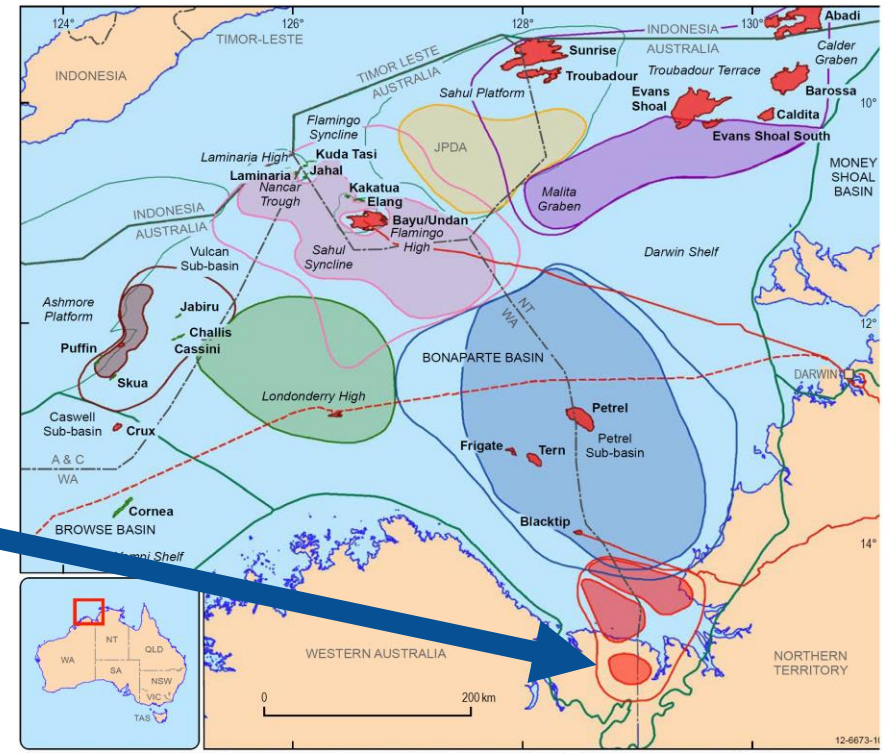 124°
126°
128°
130°
Abadi
TIMOR-LESTE
INDONESIA
INDONESIA
AUSTRALIA
Calder
Graben
TIMOR LESTE
AUSTRALIA
Sunrise
Troubadour
Troubadour Terrace
Barossa
Sahul Platform
Evans
Shoal
10°
Caldita
Evans Shoal South
Flamingo
Syncline
JPDA
Laminaria High
Kuda Tasi
Laminaria
Jahal
Nancar
Trough
Kakatua
Elang
Malita
Graben
MONEY
SHOAL
BASIN
INDONESIA
AUSTRALIA
Bayu/Undan
Flamingo
High
Sahul
Syncline
Darwin Shelf
Vulcan
Sub-basin
Ashmore
Platform
Jabiru
Challis
Cassini
NT
WA
12°
Puffin
Skua
BONAPARTE BASIN
DARWIN
Londonderry High
Petrel
Petrel
Sub-basin
Caswell
Sub-basin
Crux
Frigate
Tern
A & C
WA
Cornea
BROWSE BASIN
Blacktip
14°
Shelf
WESTERN AUSTRALIA
NORTHERN
TERRITORY
WA
NT
QLD
SA
NSW
VIC
TAS
0
200 km